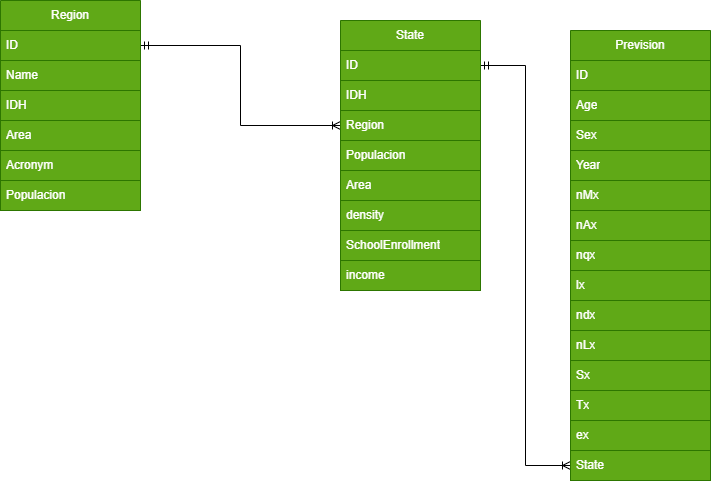 Region
ID
Name
IDH
Area
Acronym
Populacion
State
ID
IDH
Region
Populacion
Area
density
SchoolEnrollment
income
Prevision
ID
Age
Sex
Year
nMx
nAx
nqx
lx
ndx
nLx
Sx
Tx
ex
State